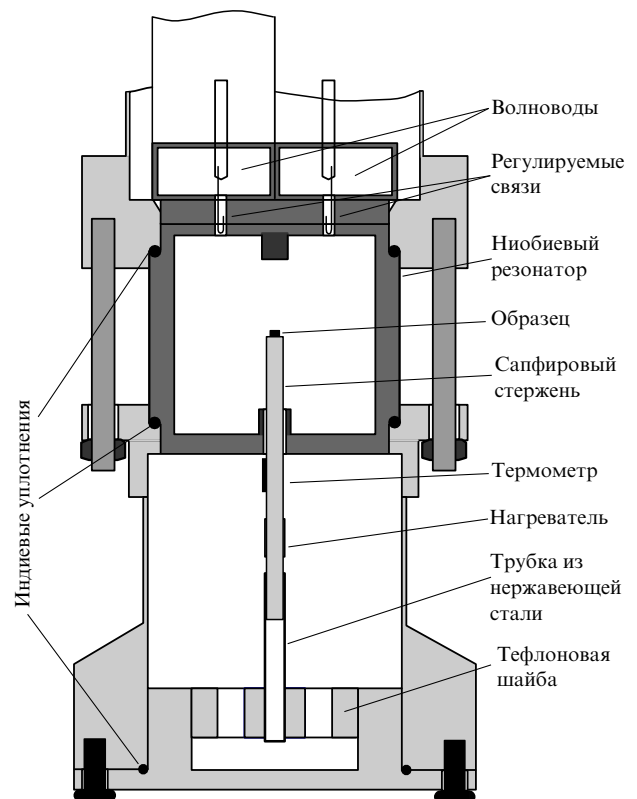 Волноводы
Регулируемые
связи
Ниобиевый
резонатор
Образец
Сапфировый
стержень
Термометр
Нагреватель
Трубка из
нержавеющей
стали
Тефлоновая
шайба
Индиевые уплотнения